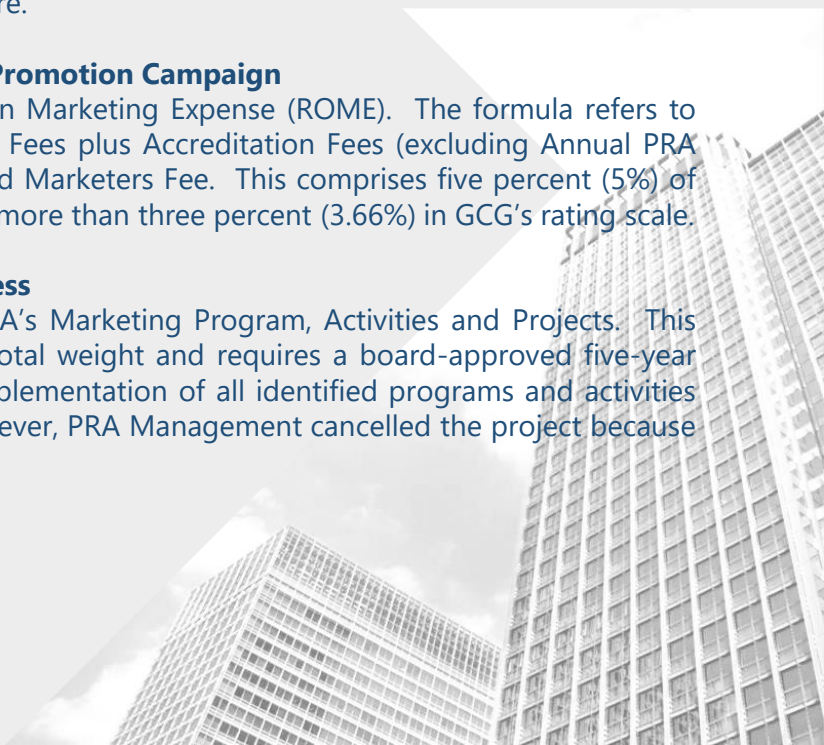 re.
Promotion Campaign
n Marketing Expense (ROME). The formula refers to
Fees plus Accreditation Fees (excluding Annual PRA
d Marketers Fee. This comprises five percent (5%) of
more than three percent (3.66%) in GCG's rating scale.
ess
A's Marketing Program, Activities and Projects. This
otal weight and requires a board-approved five-year
plementation of all identified programs and activities
ever, PRA Management cancelled the project because